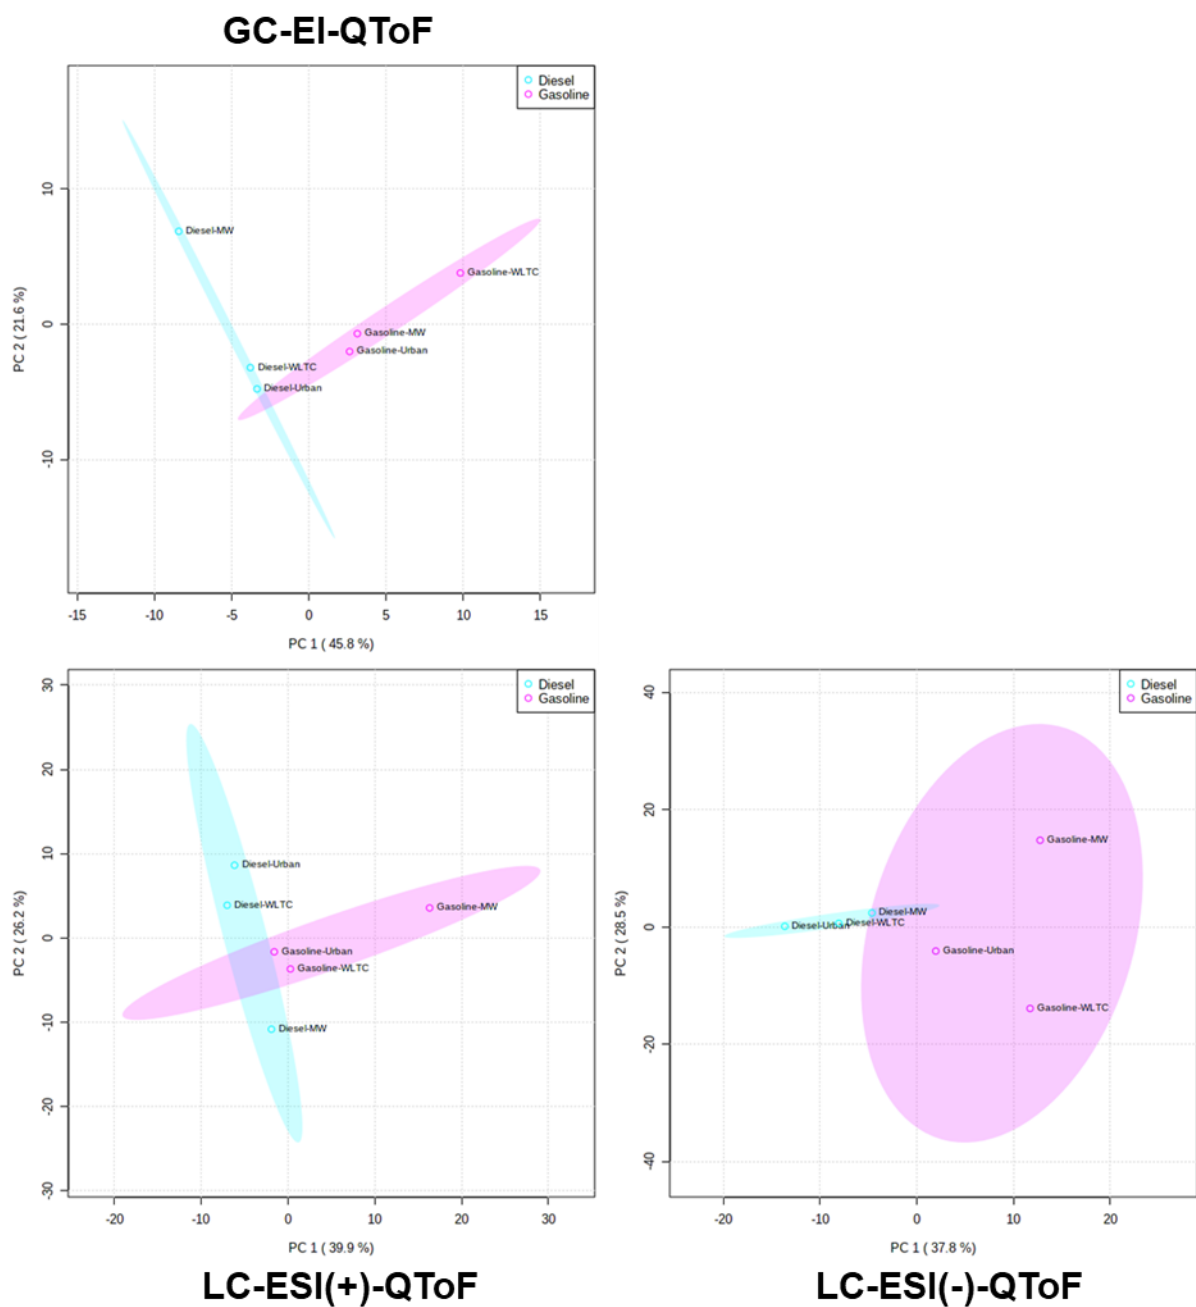 GC-EI-QToF
Diesel
Gasoline
Diesel-MW
Gasoline-WLTC
Gasoline-MW
Gasoline-Urban
Diesel-WLTC
Diesel-Urban
10
0
-10
PC 2 ( 21.6 %)
-15 -10 -5 0 5 10 15
PC 1 ( 45.8 %)
Diesel
Gasoline
Diesel-Urban
Diesel-WLTC
Gasoline-MW
Gasoline-Urban
Gasoline-WLTC
Diesel-MW
30
20
10
0
-10
-20
-30
PC 2 ( 26.2 %)
-20 -10 0 10 20 30
PC 1 ( 39.9 %)
LC-ESI(+)-QToF
Diesel
Gasoline
Gasoline-MW
Diesel-MW
Diesel-WLTC
Diesel-Urban
Gasoline-Urban
Gasoline-WLTC
40
20
0
-20
-40
PC 2 ( 28.5 %)
-20 -10 0 10 20
PC 1 ( 37.8 %)
LC-ESI(-)-QToF